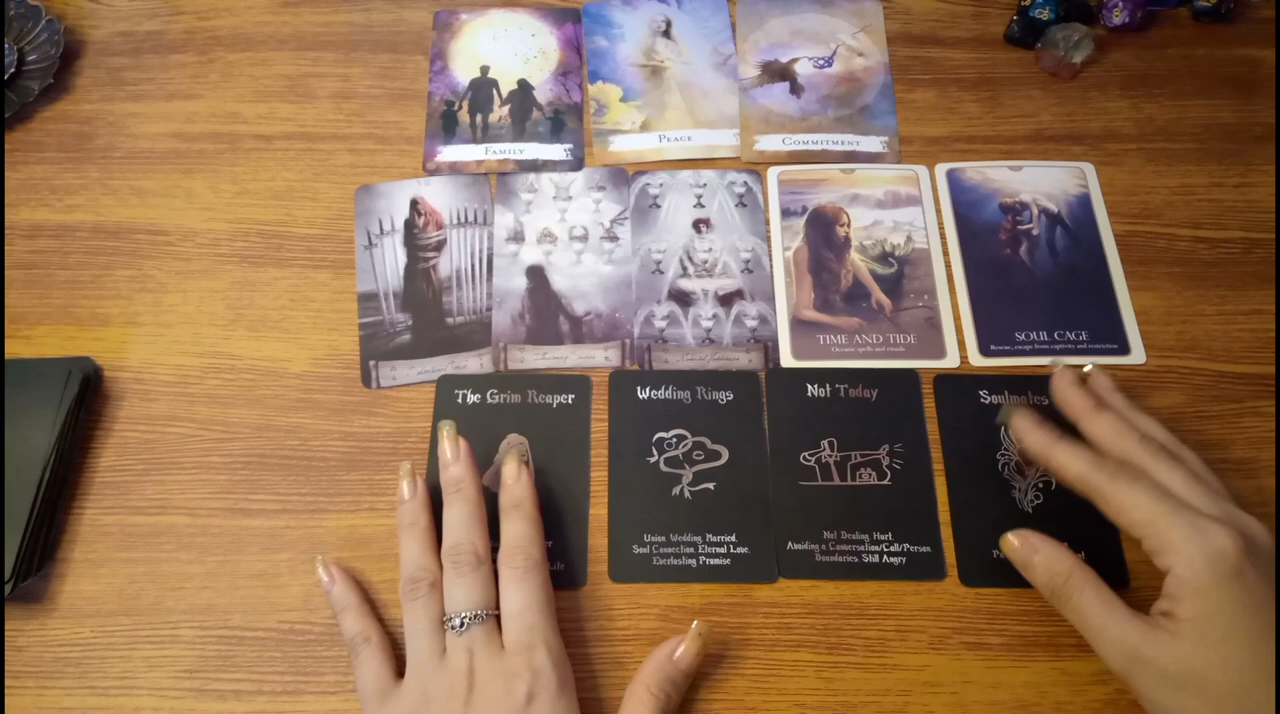 FAMILY
PEACE
COMMITMENT
TIME AND TIDE
Oceanic spells and rituals
SOUL CAGE
Rescue, escape from captivity and restriction
The Grim Reaper
Life
Wedding Rings
Union, Wedding, Married,
Soul Connection, Eternal Love,
Everlasting Promise
Not Today
Not Dealing, Hurt,
Avoiding a Conversation/Call/Person,
Boundaries, Still Angry
Soulmates